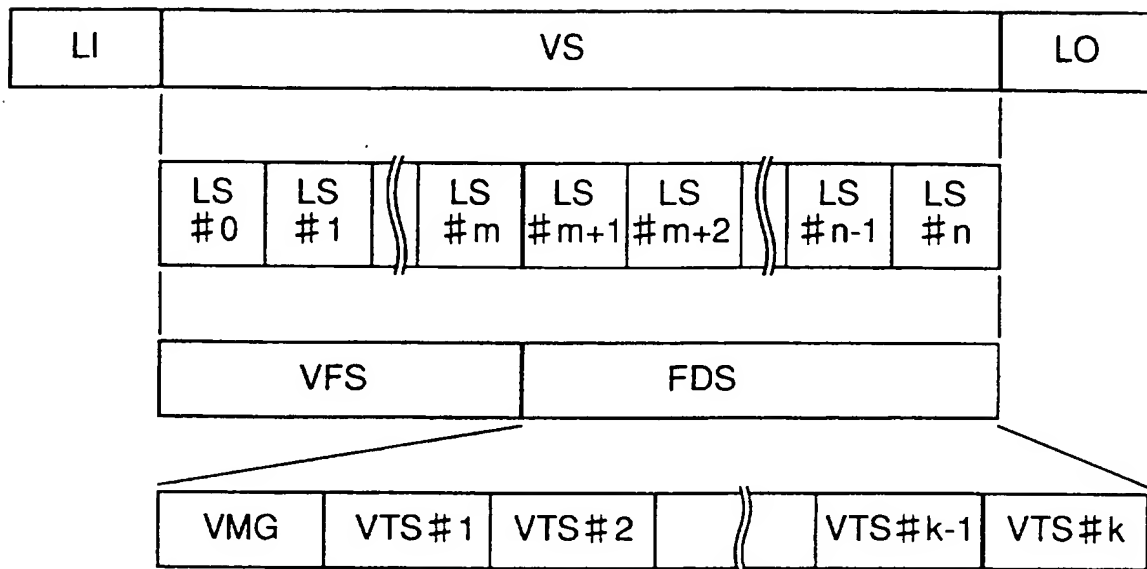 LI VS LO
LS #0 LS #1 LS #m LS #m+1 LS #m+2 LS #n-1 LS #n
VFS FDS
VMG VTS#1 VTS#2 VTS#k-1 VTS#k